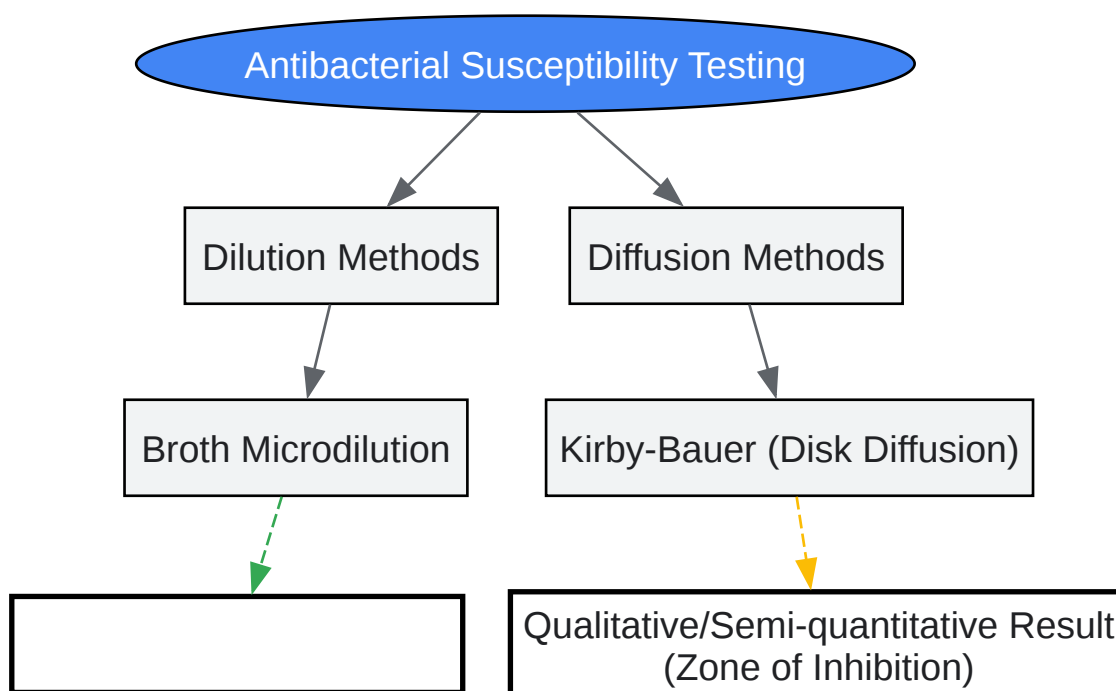 Antibacterial Susceptibility Testing
Dilution Methods
Diffusion Methods
Broth Microdilution
Kirby-Bauer (Disk Diffusion)
Qualitative/Semi-quantitative Result
(Zone of Inhibition)